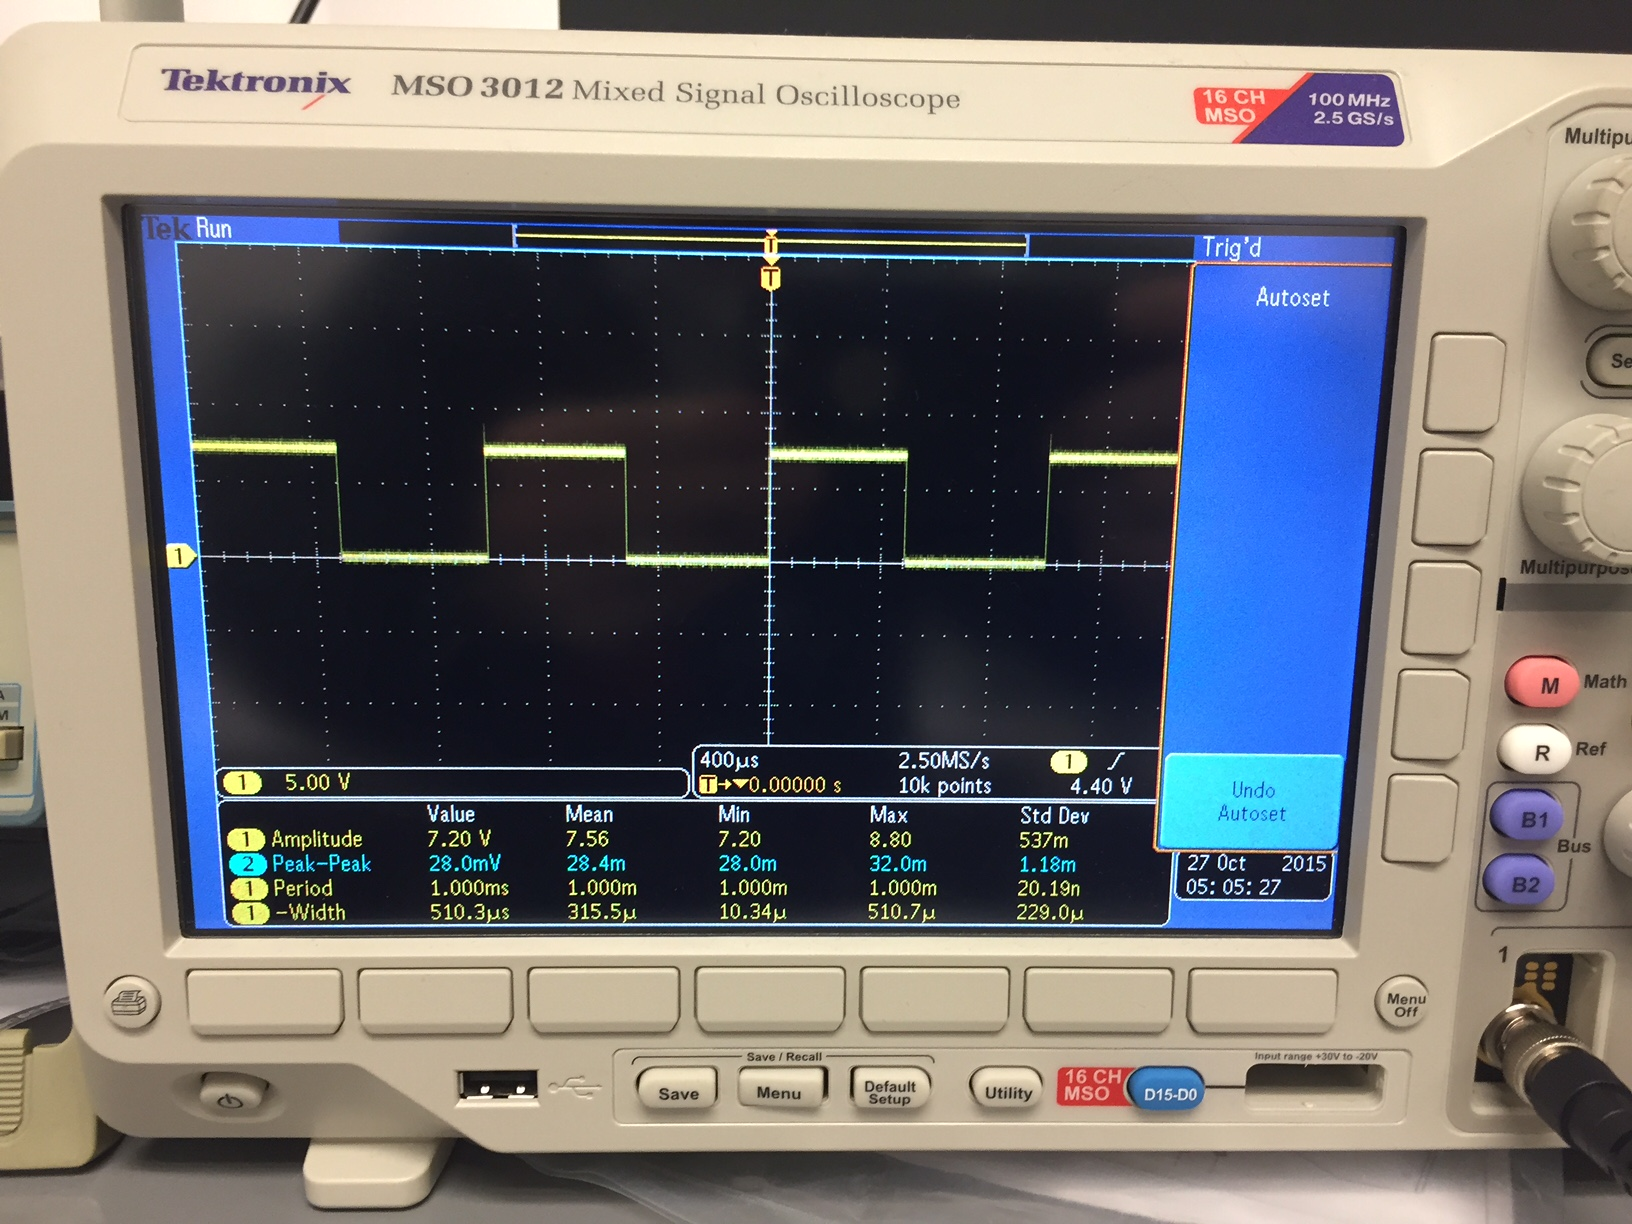 Tektronix MSO 3012 Mixed Signal Oscilloscope
16 CH MSO
100 MHz
2.5 GS/s
Tek Run
Trig'd
T
T
Autoset
1
400µs 2.50MS/s 1
T→▼0.00000 s 10k points 4.40 V
1 5.00 V
Undo
Autoset
Value Mean Min Max Std Dev
1 Amplitude 7.20 V 7.56 7.20 8.80 537m
2 Peak-Peak 28.0mV 28.4m 28.0m 32.0m 1.18m
1 Period 1.000ms 1.000m 1.000m 1.000m 20.19n
1 -Width 510.3µs 315.5µ 10.34µ 510.7µ 229.0µ
27 Oct 2015
05:05:27
M Math
R Ref
B1
Bus
B2
1
Menu
Off
Save / Recall
Save
Menu
Default
Setup
Utility
16 CH
MSO
D15-D0
Input range +30V to -20V